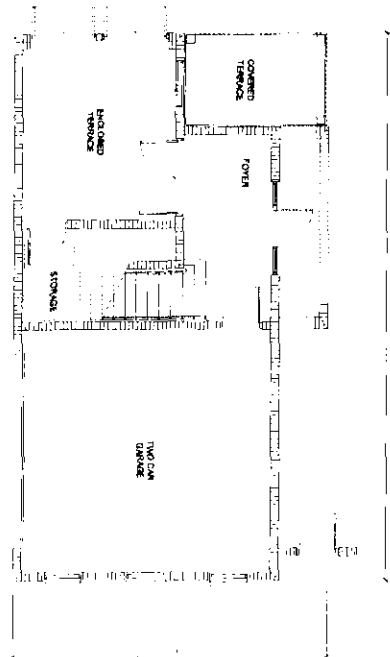 COVERED
TERRACE
ENCLOSED
TERRACE
FOYER
STORAGE
TWO CAR
GARAGE